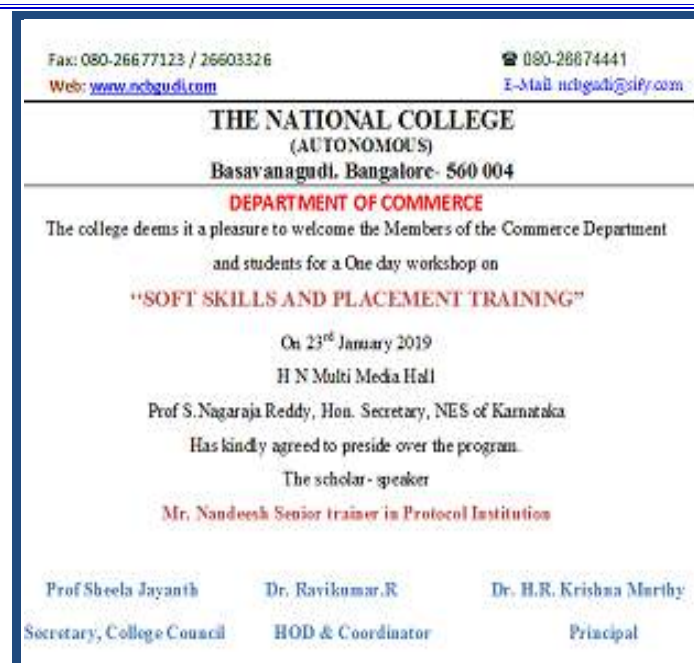 Fax: 080-26677123 / 26603326 ☎ 080-26674441
Web: www.ncbgudi.com E-Mail ncbgudi@sify.com
THE NATIONAL COLLEGE
(AUTONOMOUS)
Basavanagudi, Bangalore- 560 004
DEPARTMENT OF COMMERCE
The college deems it a pleasure to welcome the Members of the Commerce Department
and students for a One day workshop on
“SOFT SKILLS AND PLACEMENT TRAINING”
On 23rd January 2019
H N Multi Media Hall
Prof S.Nagaraja Reddy, Hon. Secretary, NES of Karnataka
Has kindly agreed to preside over the program.
The scholar- speaker
Mr. Nandeesh Senior trainer in Protocol Institution
Prof Sheela Jayanth Dr. Ravikumar.R Dr. H.R. Krishna Murthy
Secretary, College Council HOD & Coordinator Principal